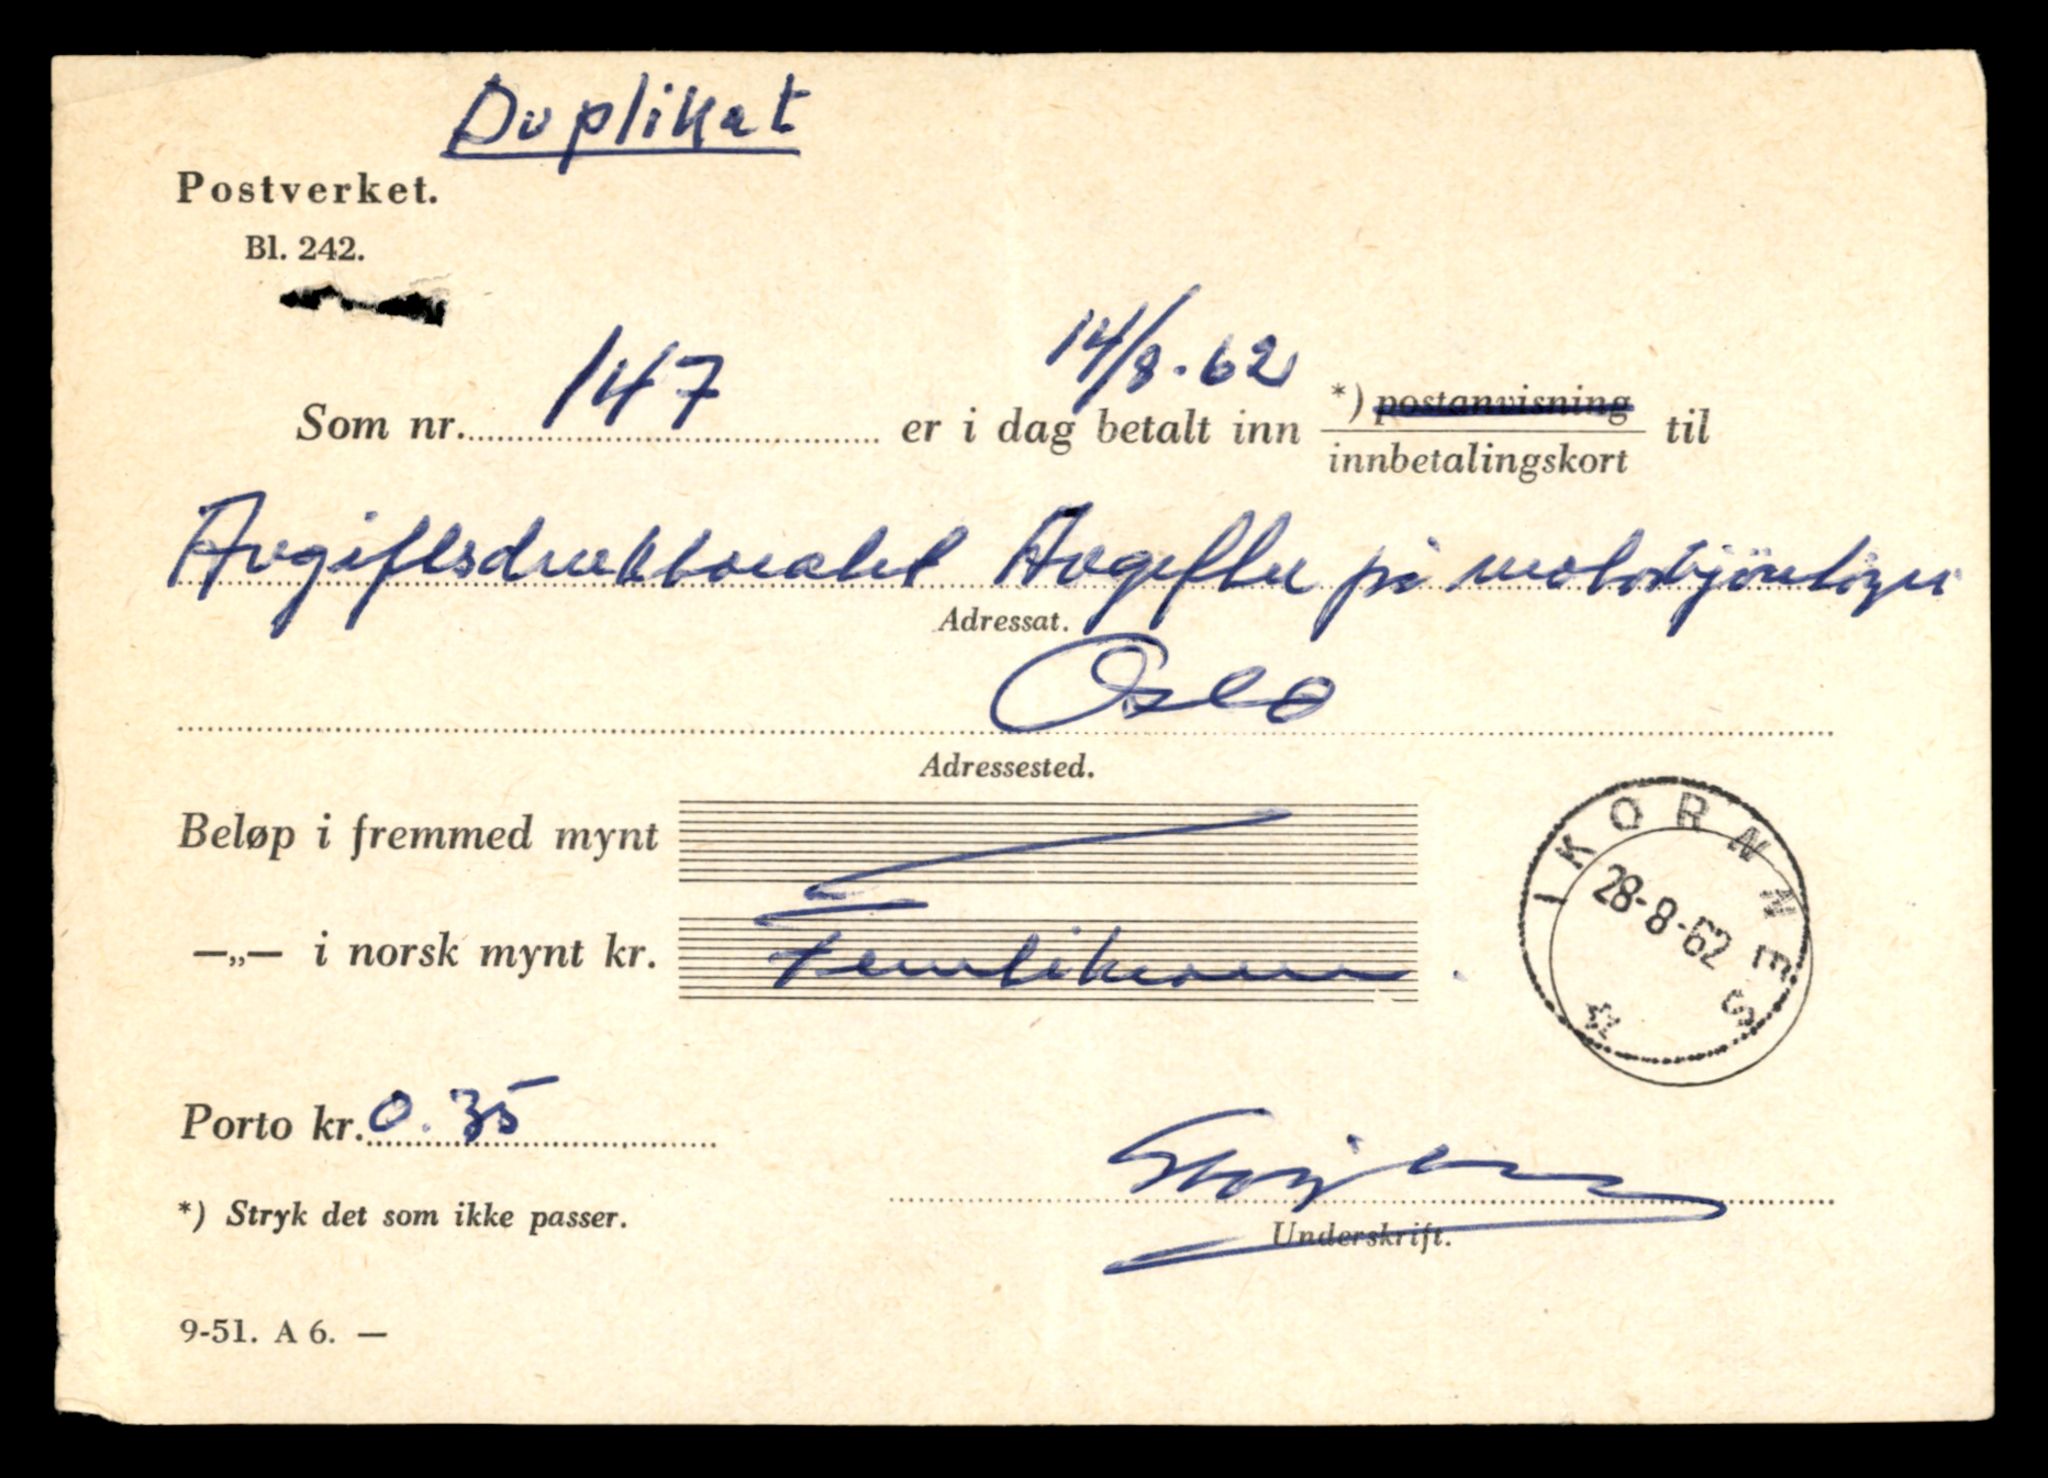 Duplikat
Postverket.
Bl. 242.
14/8.62
Som nr. 147 er i dag betalt inn *) postanvisning til
innbetalingskort
Avgiftsdirektoratet Avgifter på motorkjöretöyer
Adressat.
Oslo
Adressested.
Beløp i fremmed mynt
—„— i norsk mynt kr. Femtikroner.
IKORNNES
28-8-62
Porto kr. 0.35
*) Stryk det som ikke passer.
Underskrift.
9-51. A 6. —